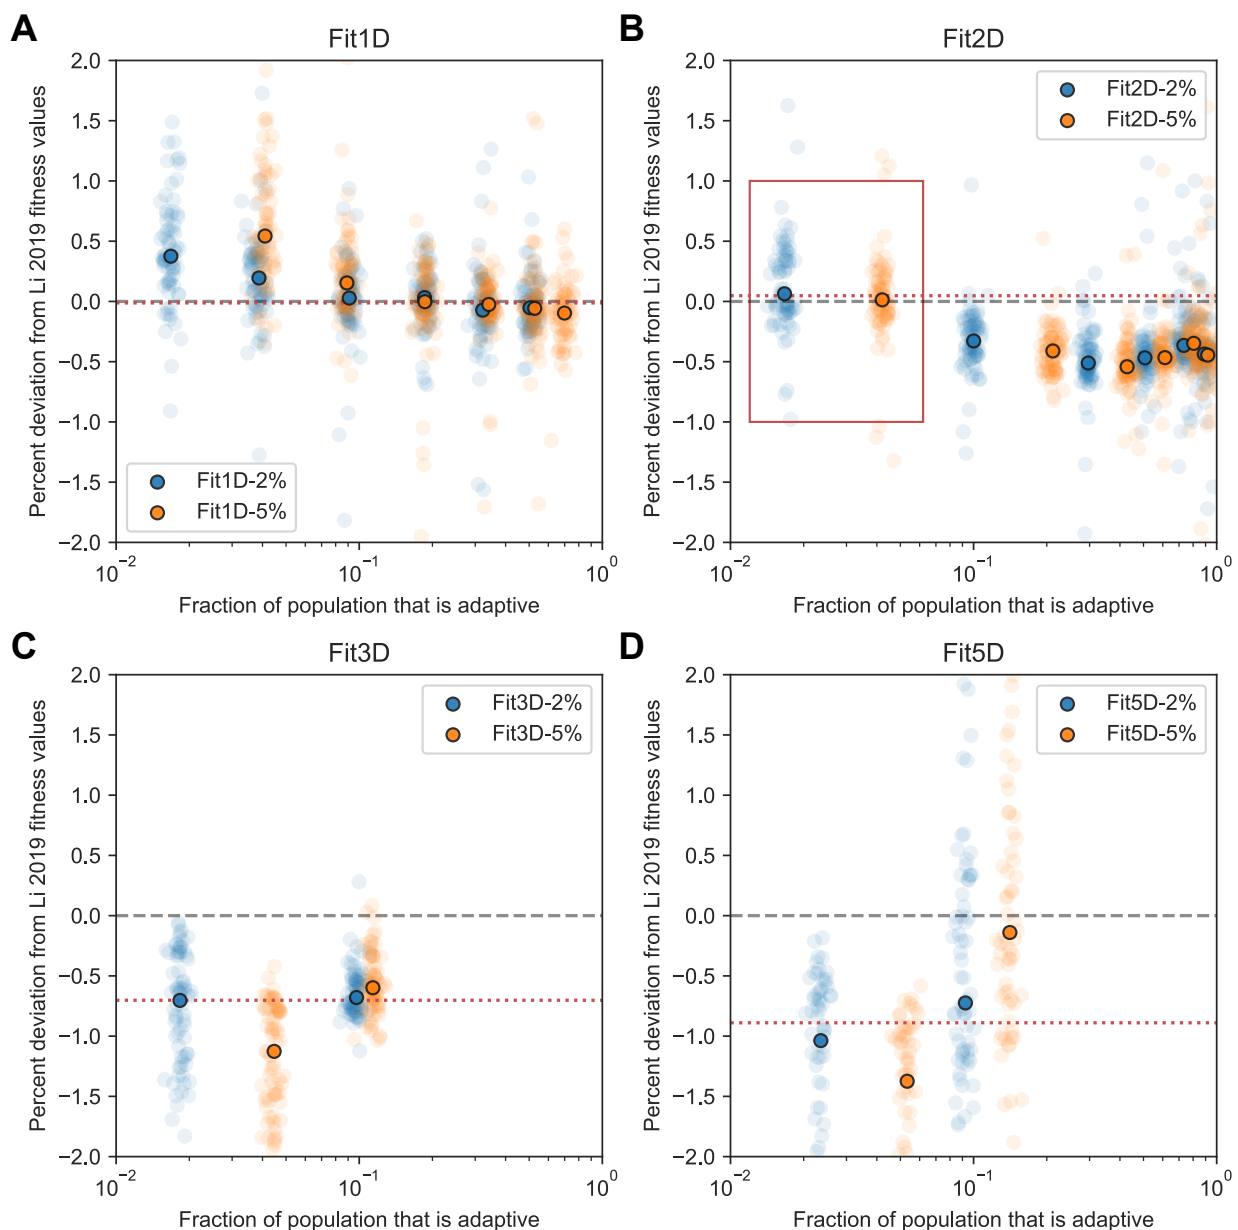 A
Fit1D
Percent deviation from Li 2019 fitness values
2.0
1.5
1.0
0.5
0.0
−0.5
−1.0
−1.5
−2.0
Fit1D-2%
Fit1D-5%
10⁻²
10⁻¹
10⁰
Fraction of population that is adaptive
B
Fit2D
Percent deviation from Li 2019 fitness values
2.0
1.5
1.0
0.5
0.0
−0.5
−1.0
−1.5
−2.0
Fit2D-2%
Fit2D-5%
10⁻²
10⁻¹
10⁰
Fraction of population that is adaptive
C
Fit3D
Percent deviation from Li 2019 fitness values
2.0
1.5
1.0
0.5
0.0
−0.5
−1.0
−1.5
−2.0
Fit3D-2%
Fit3D-5%
10⁻²
10⁻¹
10⁰
Fraction of population that is adaptive
D
Fit5D
Percent deviation from Li 2019 fitness values
2.0
1.5
1.0
0.5
0.0
−0.5
−1.0
−1.5
−2.0
Fit5D-2%
Fit5D-5%
10⁻²
10⁻¹
10⁰
Fraction of population that is adaptive